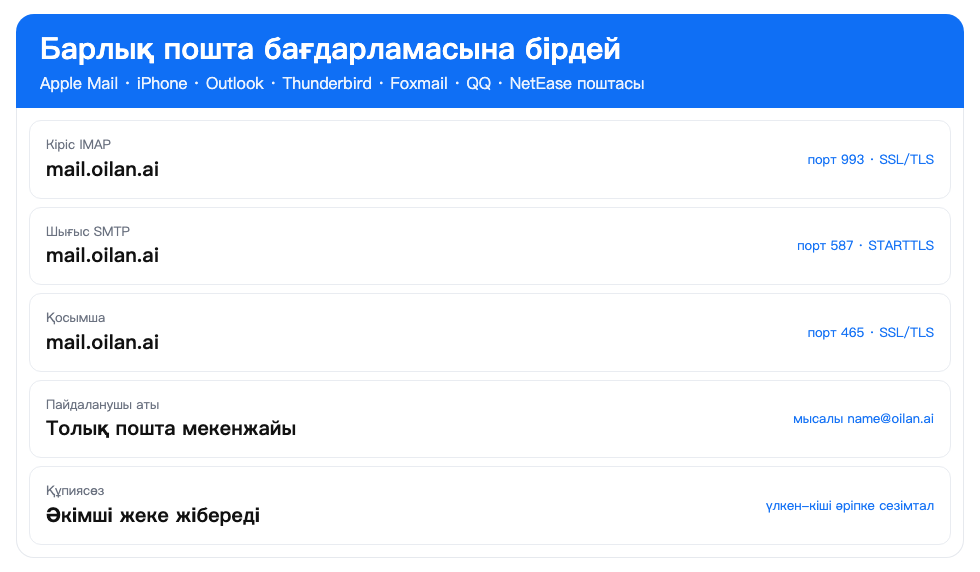 Барлық пошта бағдарламасына бірдей
Apple Mail · iPhone · Outlook · Thunderbird · Foxmail · QQ · NetEase поштасы
Кіріс IMAP
mail.oilan.ai
порт 993 · SSL/TLS
Шығыс SMTP
mail.oilan.ai
порт 587 · STARTTLS
Қосымша
mail.oilan.ai
порт 465 · SSL/TLS
Пайдаланушы аты
Толық пошта мекенжайы
мысалы name@oilan.ai
Құпиясөз
Әкімші жеке жібереді
үлкен–кіші әріпке сезімтал